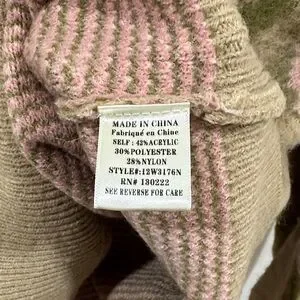 MADE IN CHINA
Fabriqué en Chine
SELF : 42%ACRYLIC
30%POLYESTER
28%NYLON
STYLE#:12W3176N
RN# 130222
SEE REVERSE FOR CARE